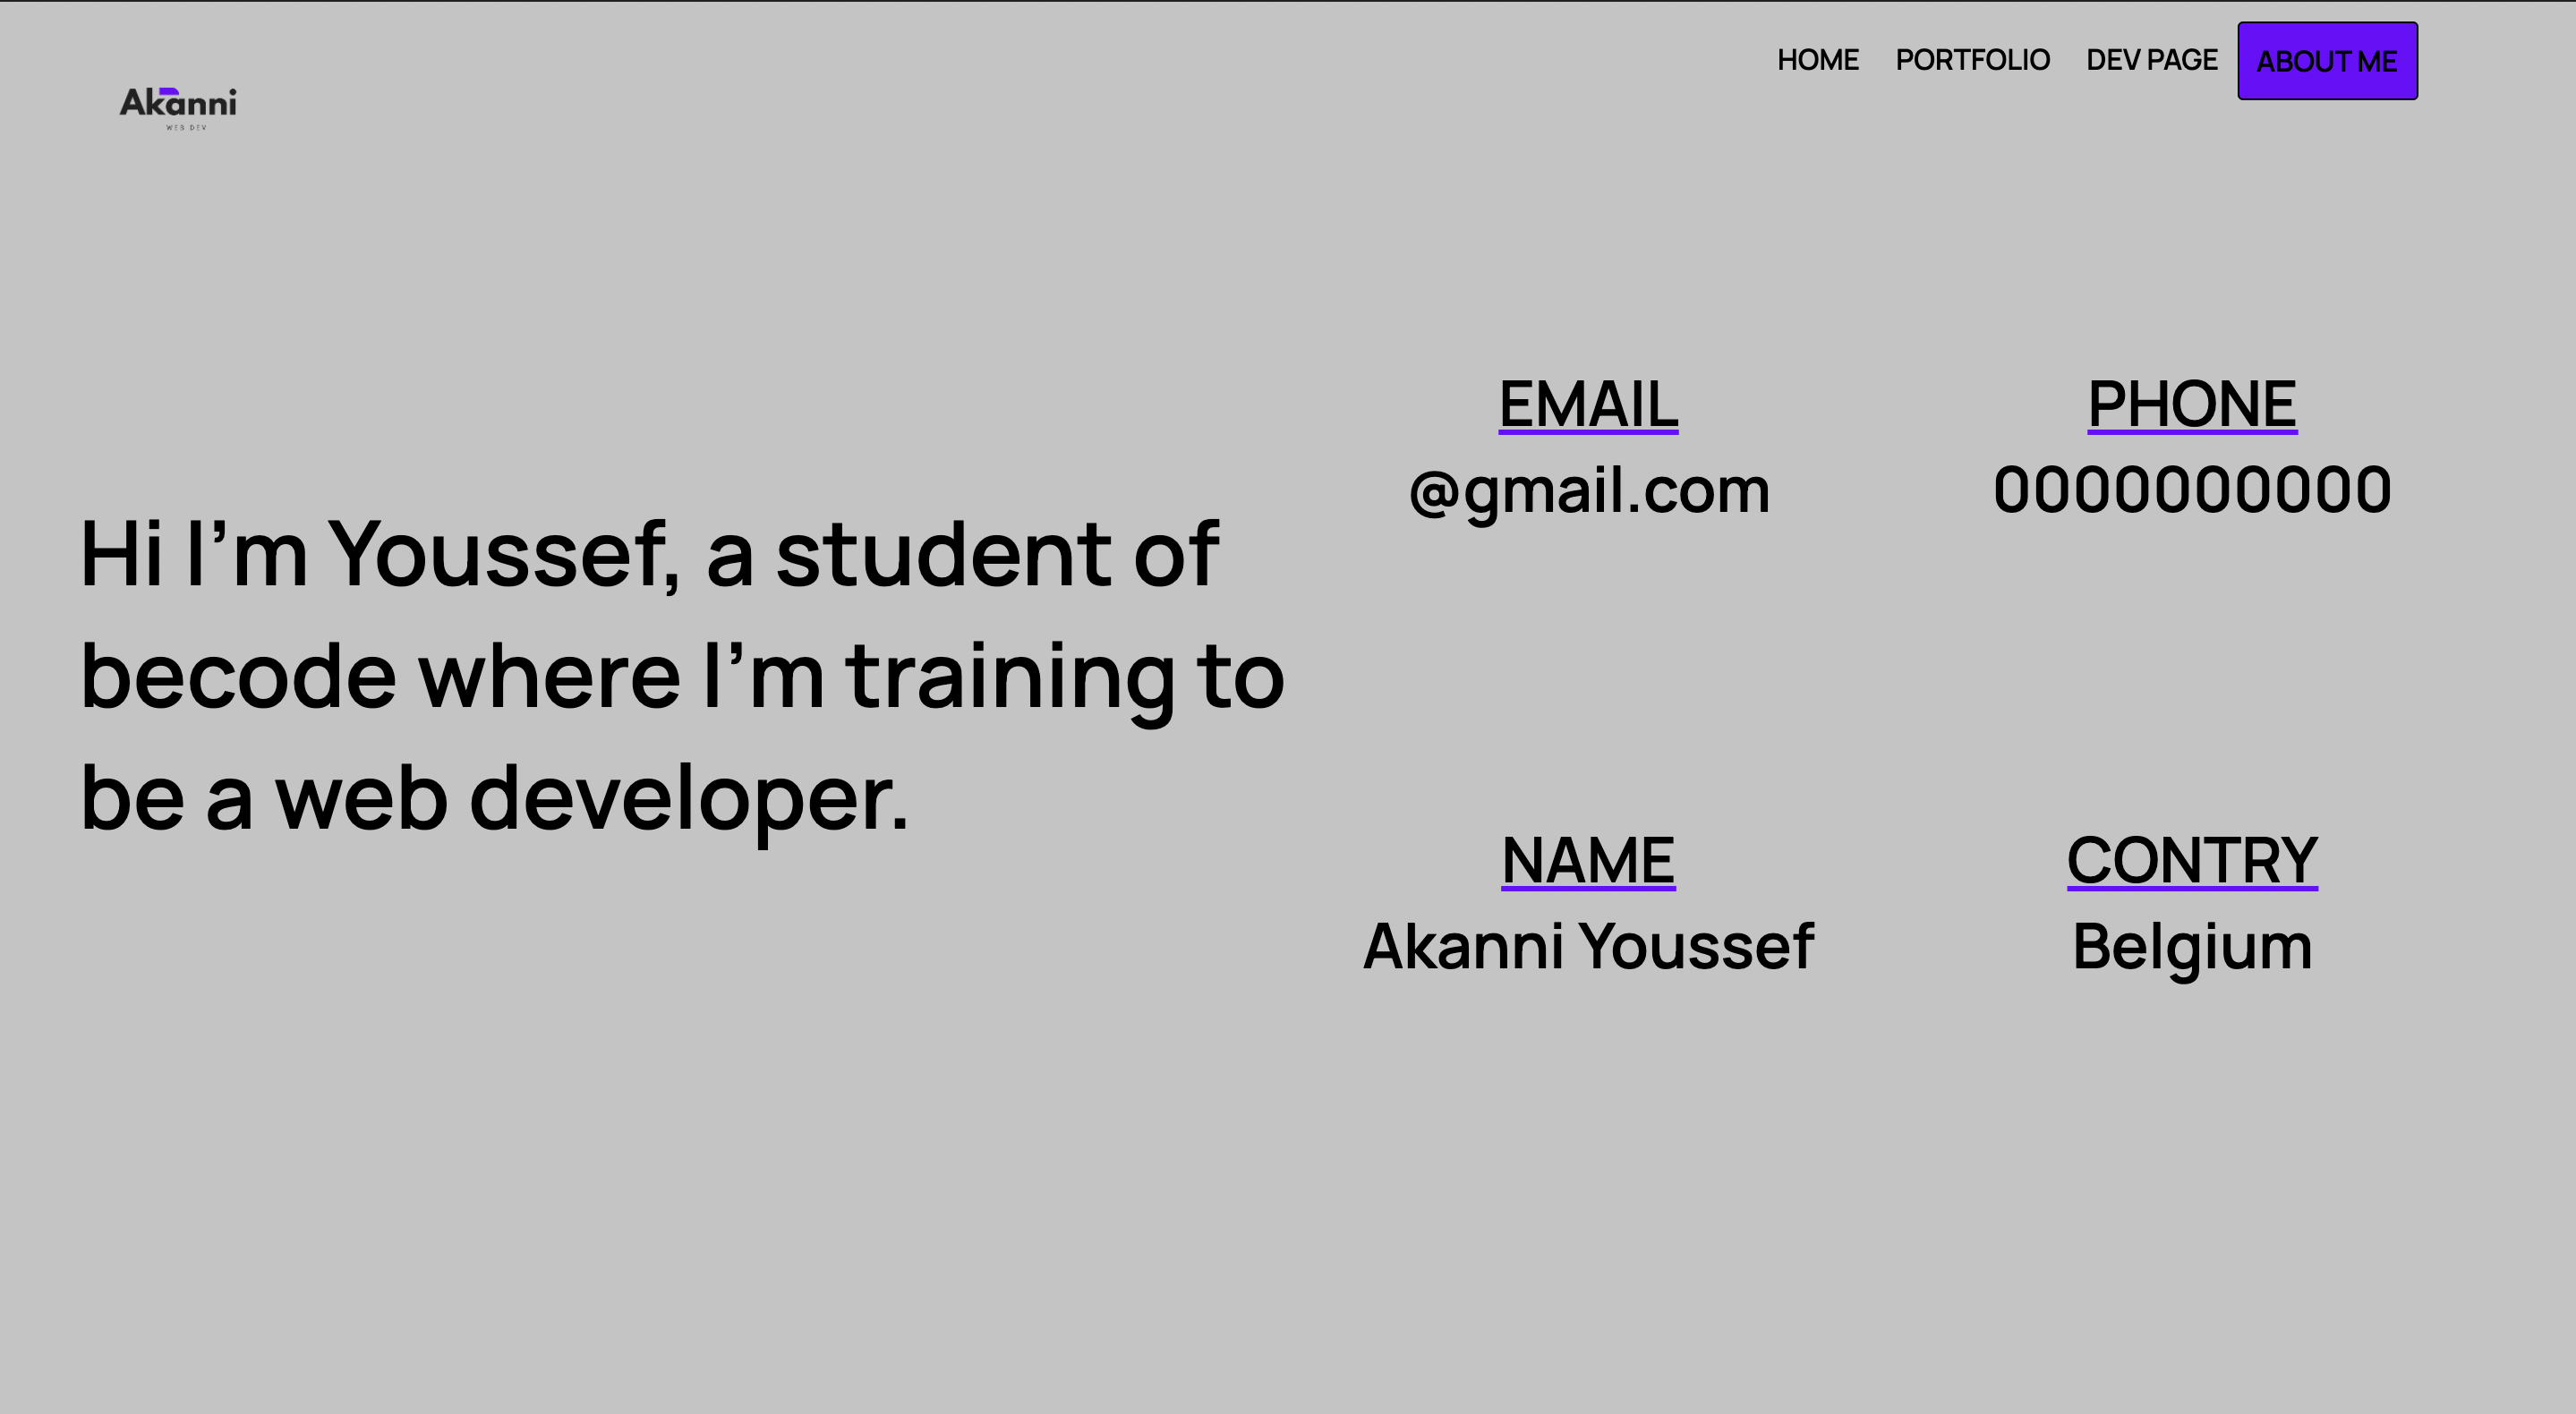 HOME PORTFOLIO DEV PAGE ABOUT ME
Akanni
WEB DEV
Hi I’m Youssef, a student of
becode where I’m training to
be a web developer.
EMAIL
@gmail.com
PHONE
0000000000
NAME
Akanni Youssef
CONTRY
Belgium